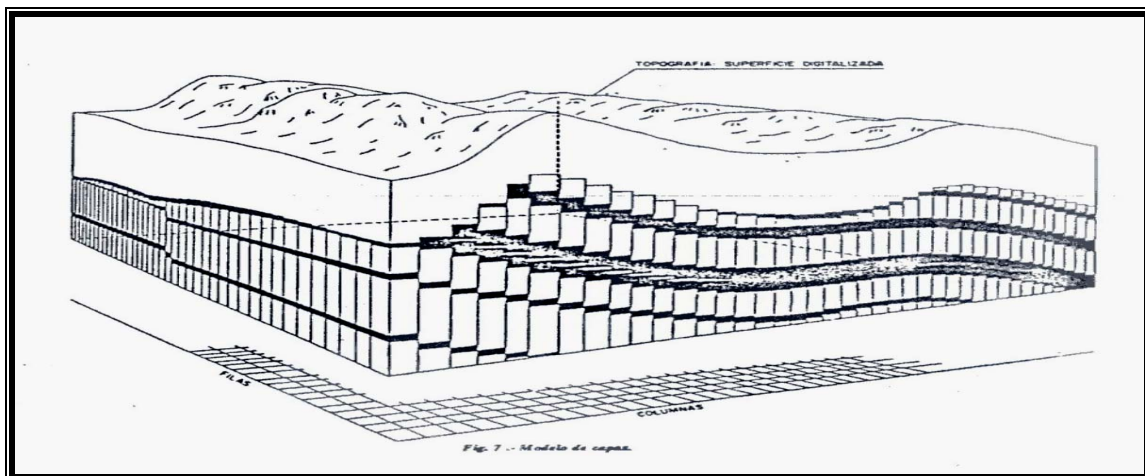 TOPOGRAFIA: SUPERFICIE DIGITALIZADA
FILAS
COLUMNAS
Fig. 7 .- Modelo de capas.